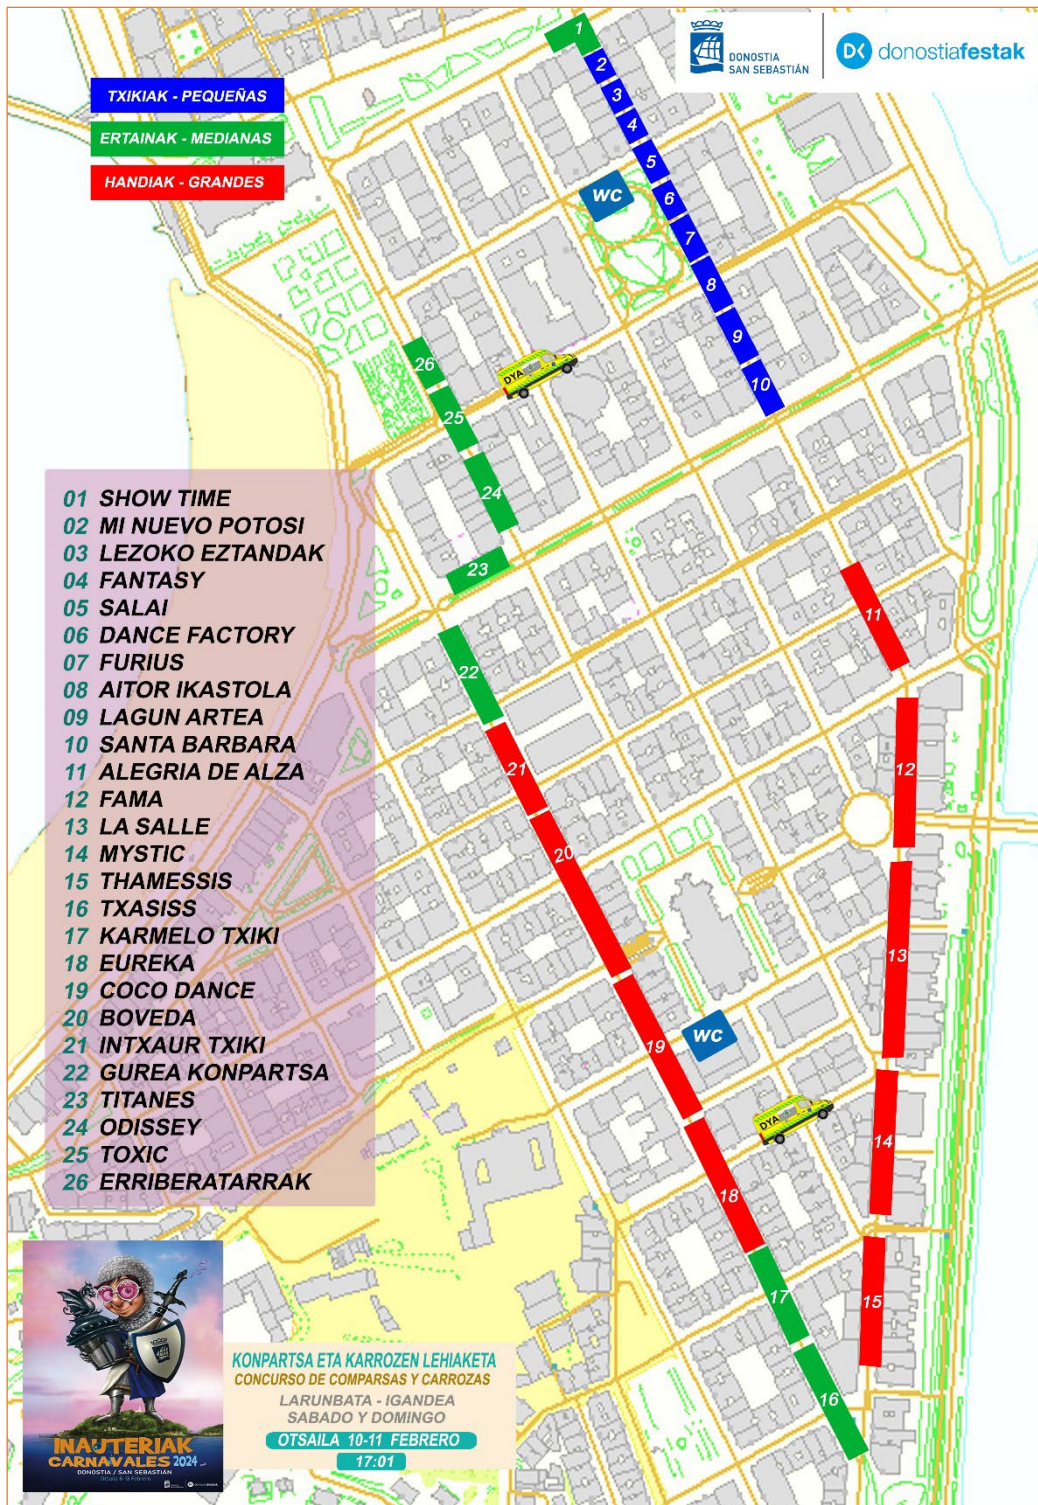 DONOSTIA
SAN SEBASTIÁN
donostiafestak
TXIKIAK - PEQUEÑAS
ERTAINAK - MEDIANAS
HANDIAK - GRANDES
1
2
3
4
5
6
7
8
9
10
WC
26
25
24
23
22
21
20
19
18
17
16
11
12
13
14
15
DYA
WC
DYA
01 SHOW TIME
02 MI NUEVO POTOSI
03 LEZOKO EZTANDAK
04 FANTASY
05 SALAI
06 DANCE FACTORY
07 FURIUS
08 AITOR IKASTOLA
09 LAGUN ARTEA
10 SANTA BARBARA
11 ALEGRIA DE ALZA
12 FAMA
13 LA SALLE
14 MYSTIC
15 THAMESSIS
16 TXASISS
17 KARMELO TXIKI
18 EUREKA
19 COCO DANCE
20 BOVEDA
21 INTXAUR TXIKI
22 GUREA KONPARTSA
23 TITANES
24 ODISSEY
25 TOXIC
26 ERRIBERATARRAK
INAUTERIAK
CARNAVALES 2024
DONOSTIA / SAN SEBASTIÁN
KONPARTSA ETA KARROZEN LEHIAKETA
CONCURSO DE COMPARSAS Y CARROZAS
LARUNBATA - IGANDEA
SABADO Y DOMINGO
OTSAILA 10-11 FEBRERO
17:01